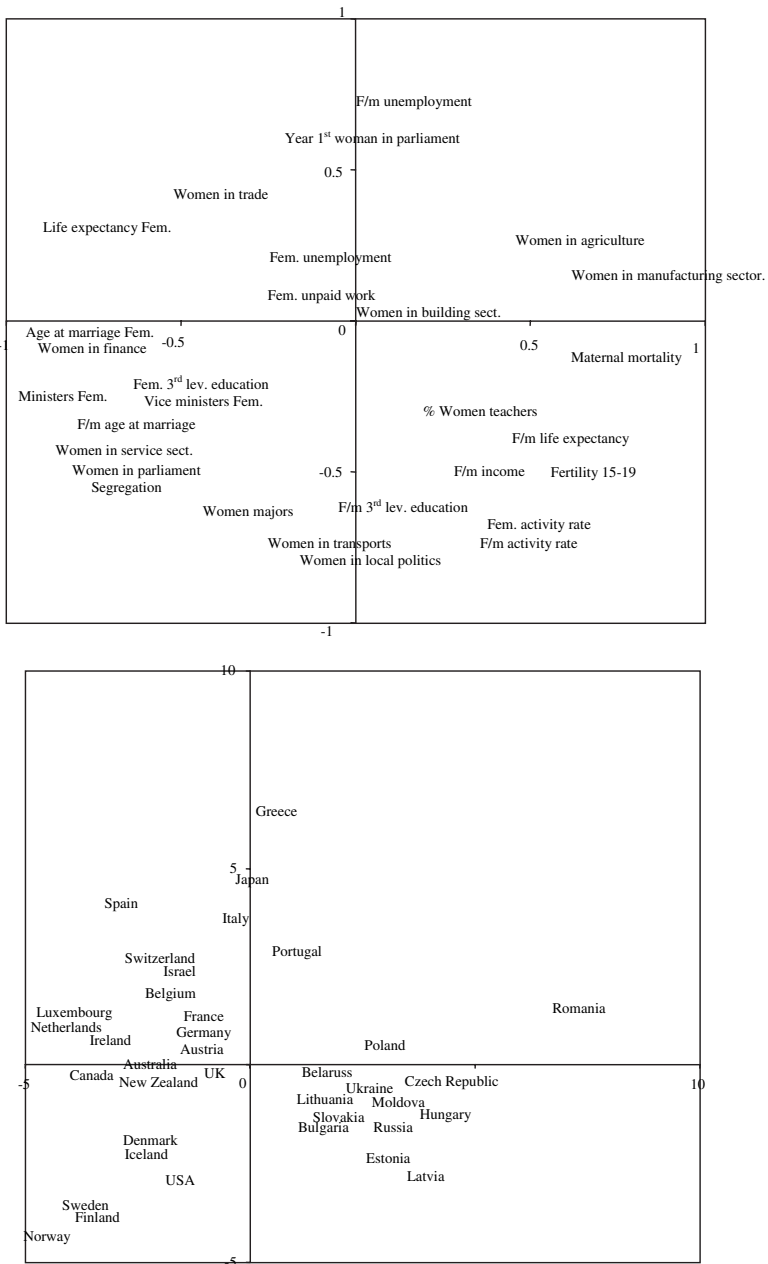 1
F/m unemployment
Year 1st woman in parliament
0.5
Women in trade
Life expectancy Fem.
Women in agriculture
Fem. unemployment
Women in manufacturing sector.
Fem. unpaid work
Women in building sect.
Age at marriage Fem.
0
-0.5
0.5
1
1
Women in finance
Maternal mortality
Fem. 3rd lev. education
Ministers Fem.
Vice ministers Fem.
% Women teachers
F/m age at marriage
F/m life expectancy
Women in service sect.
Women in parliament
-0.5
F/m income
Fertility 15-19
Segregation
Women majors
F/m 3rd lev. education
Fem. activity rate
Women in transports
F/m activity rate
Women in local politics
-1
10
Greece
5
Japan
Spain
Italy
Portugal
Switzerland
Israel
Belgium
Romania
Luxembourg
France
Netherlands
Germany
Ireland
Poland
Austria
Australia
Canada
UK
Belaruss
-5
New Zealand
0
Czech Republic
10
Ukraine
Lithuania
Moldova
Slovakia
Hungary
Bulgaria
Russia
Denmark
Iceland
Estonia
USA
Latvia
Sweden
Finland
Norway
-5